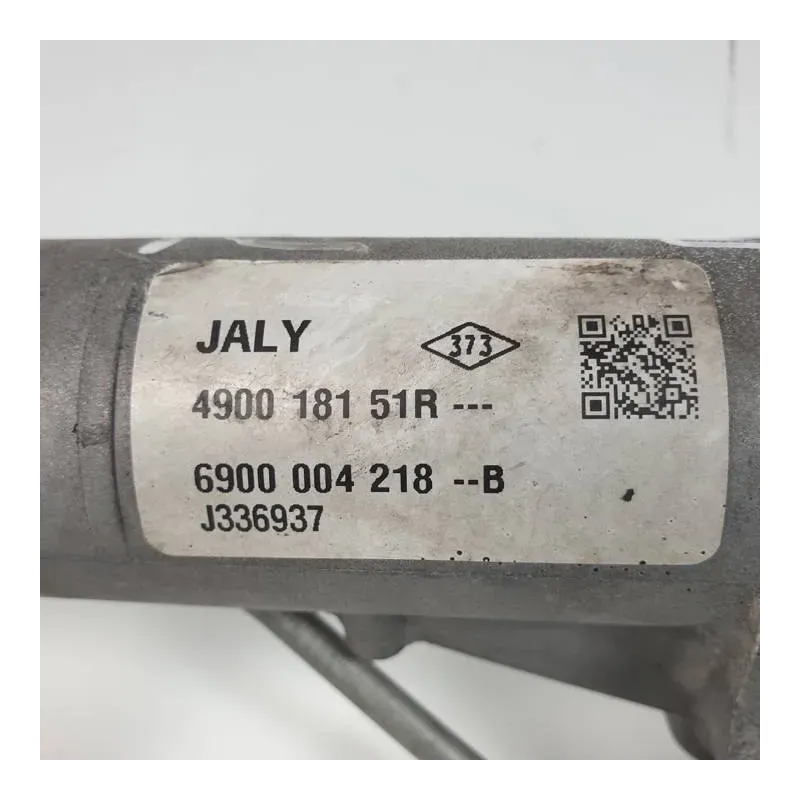 JALY 373
4900 181 51R ---
6900 004 218 --B
J336937